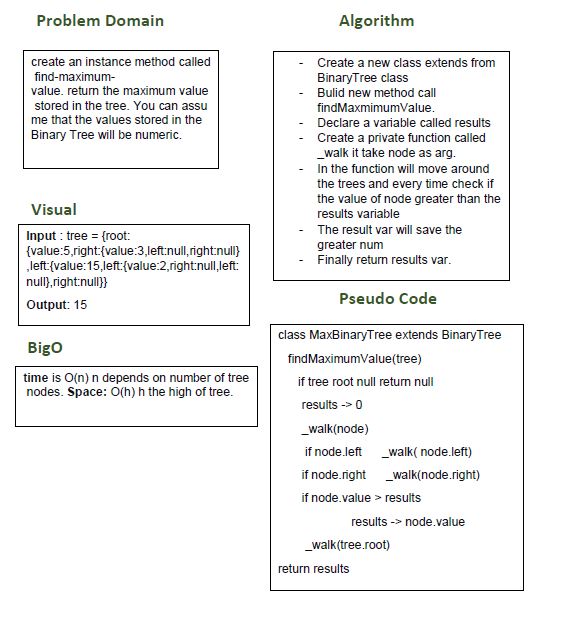 Problem Domain
create an instance method called
find-maximum-
value. return the maximum value
stored in the tree. You can assu
me that the values stored in the
Binary Tree will be numeric.
Visual
Input : tree = {root:
{value:5,right:{value:3,left:null,right:null}
,left:{value:15,left:{value:2,right:null,left:
null},right:null}}
Output: 15
BigO
time is O(n) n depends on number of tree
nodes. Space: O(h) h the high of tree.
Algorithm
- Create a new class extends from
BinaryTree class
- Bulid new method call
findMaxmimumValue.
- Declare a variable called results
- Create a private function called
_walk it take node as arg.
- In the function will move around
the trees and every time check if
the value of node greater than the
results variable
- The result var will save the
greater num
- Finally return results var.
Pseudo Code
class MaxBinaryTree extends BinaryTree
findMaximumValue(tree)
if tree root null return null
results -> 0
_walk(node)
if node.left _walk( node.left)
if node.right _walk(node.right)
if node.value > results
results -> node.value
_walk(tree.root)
return results